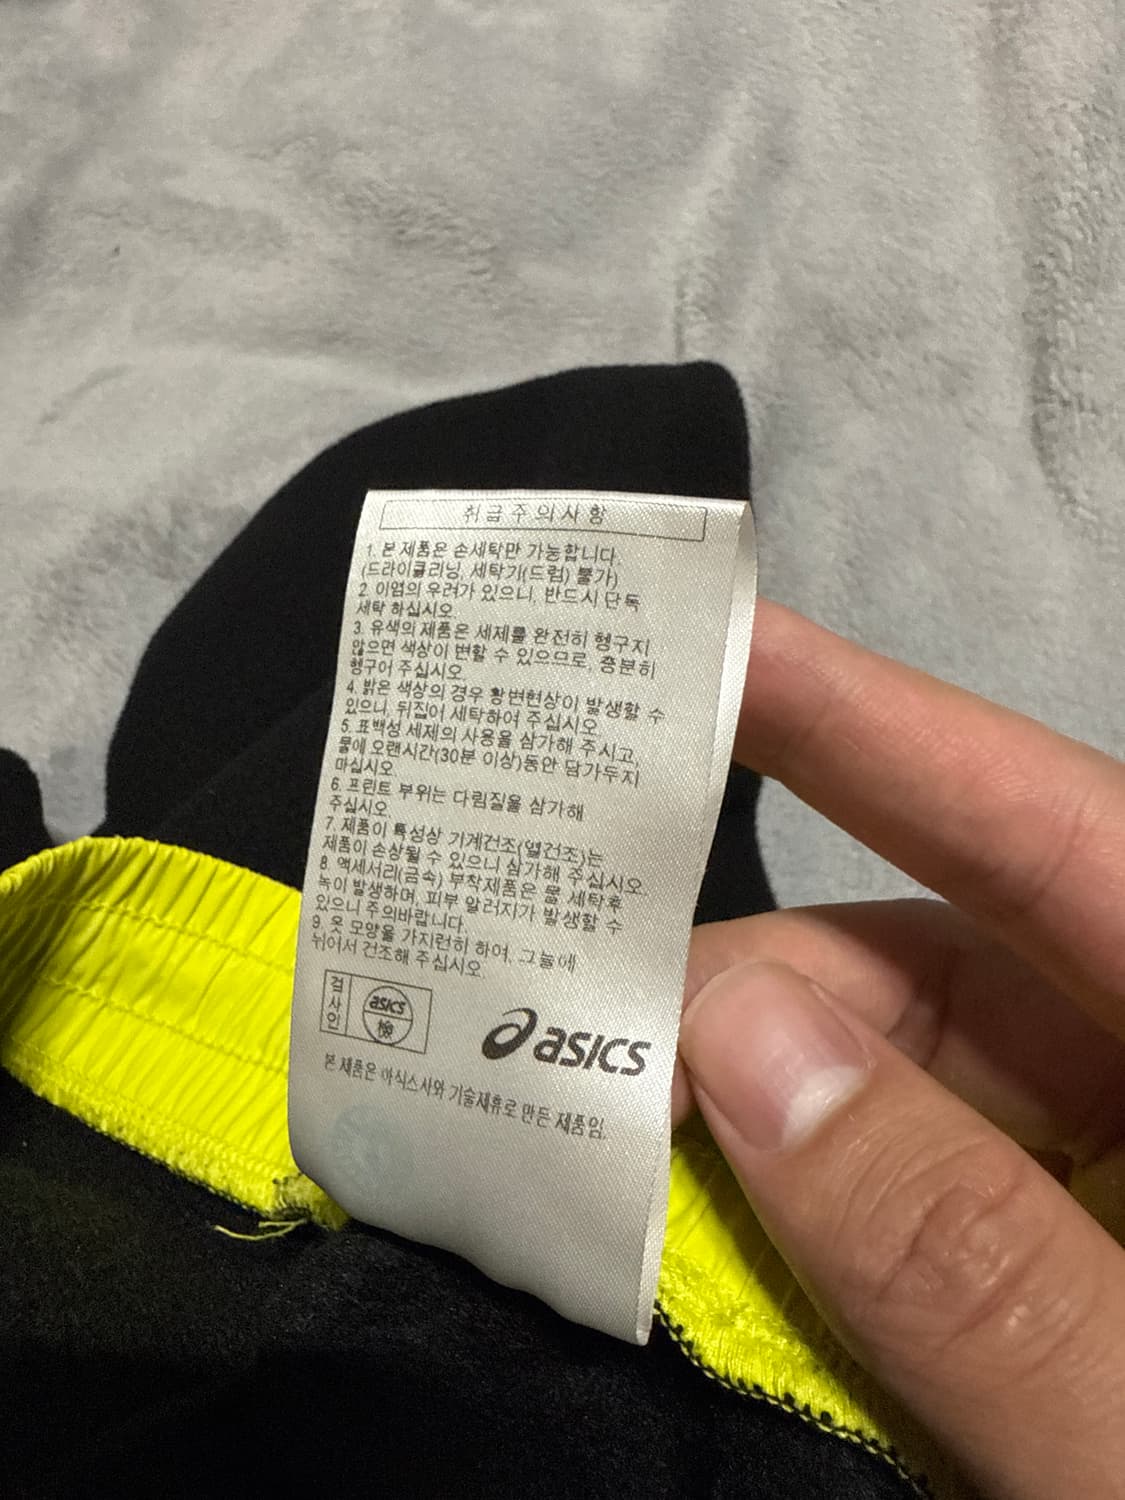 취급주의사항
1. 본 제품은 손세탁만 가능합니다.
(드라이클리닝, 세탁기(드럼) 불가)
2. 이염의 우려가 있으니, 반드시 단독
세탁 하십시오.
3. 유색의 제품은 세제를 완전히 헹구지
않으면 색상이 변할 수 있으므로, 충분히
헹구어 주십시오.
4. 밝은 색상의 경우 황변현상이 발생할 수
있으니, 뒤집어 세탁하여 주십시오.
5. 표백성 세제의 사용을 삼가해 주시고,
물에 오랜시간(30분 이상)동안 담가두지
마십시오.
6. 프린트 부위는 다림질을 삼가해
주십시오.
7. 제품이 특성상 기계건조(열건조)는
제품이 손상될 수 있으니 삼가해 주십시오.
8. 액세서리(금속) 부착제품은 물 세탁후
녹이 발생하며, 피부 알러지가 발생할 수
있으니 주의바랍니다.
9. 옷 모양을 가지런히 하여, 그늘에
뉘어서 건조해 주십시오.
검사인
asics
檢
asics
본 제품은 아식스사와 기술제휴로 만든 제품임.